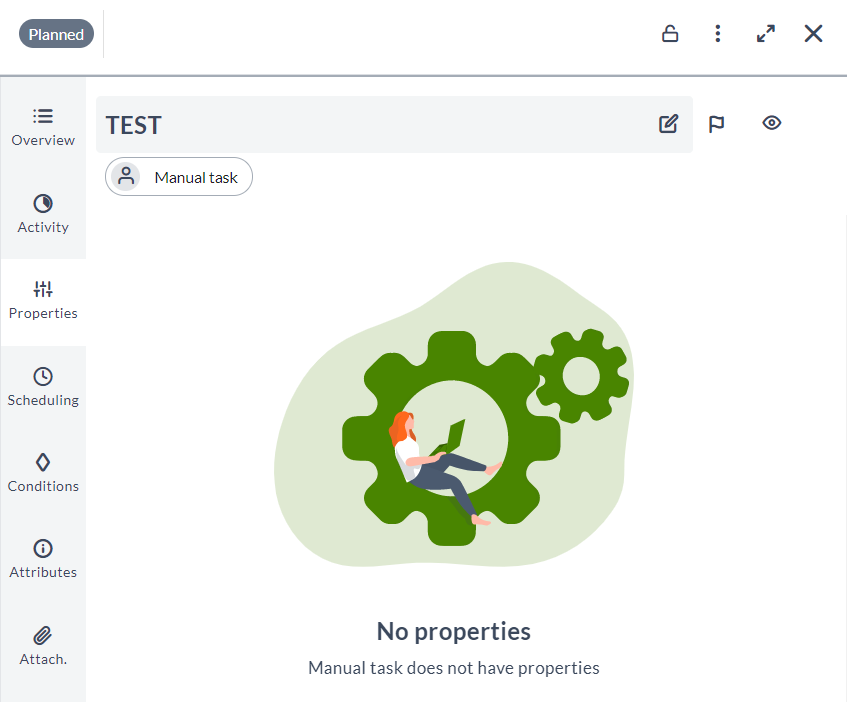 Planned
Overview
TEST
Manual task
Activity
Properties
Scheduling
Conditions
Attributes
Attach.
No properties
Manual task does not have properties